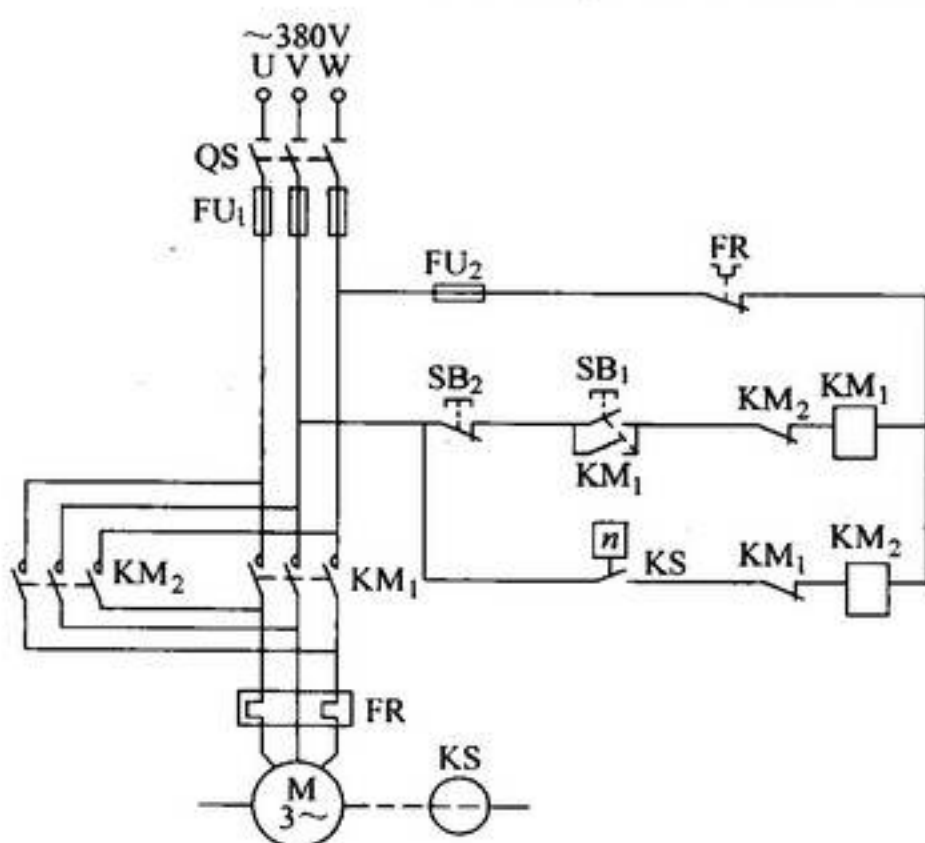 ~380V
U V W
QS
FU₁
FU₂
FR
SB₂
SB₁
KM₂
KM₁
KM₁
n
KS
KM₁
KM₂
KM₂
KM₁
FR
KS
M
3~